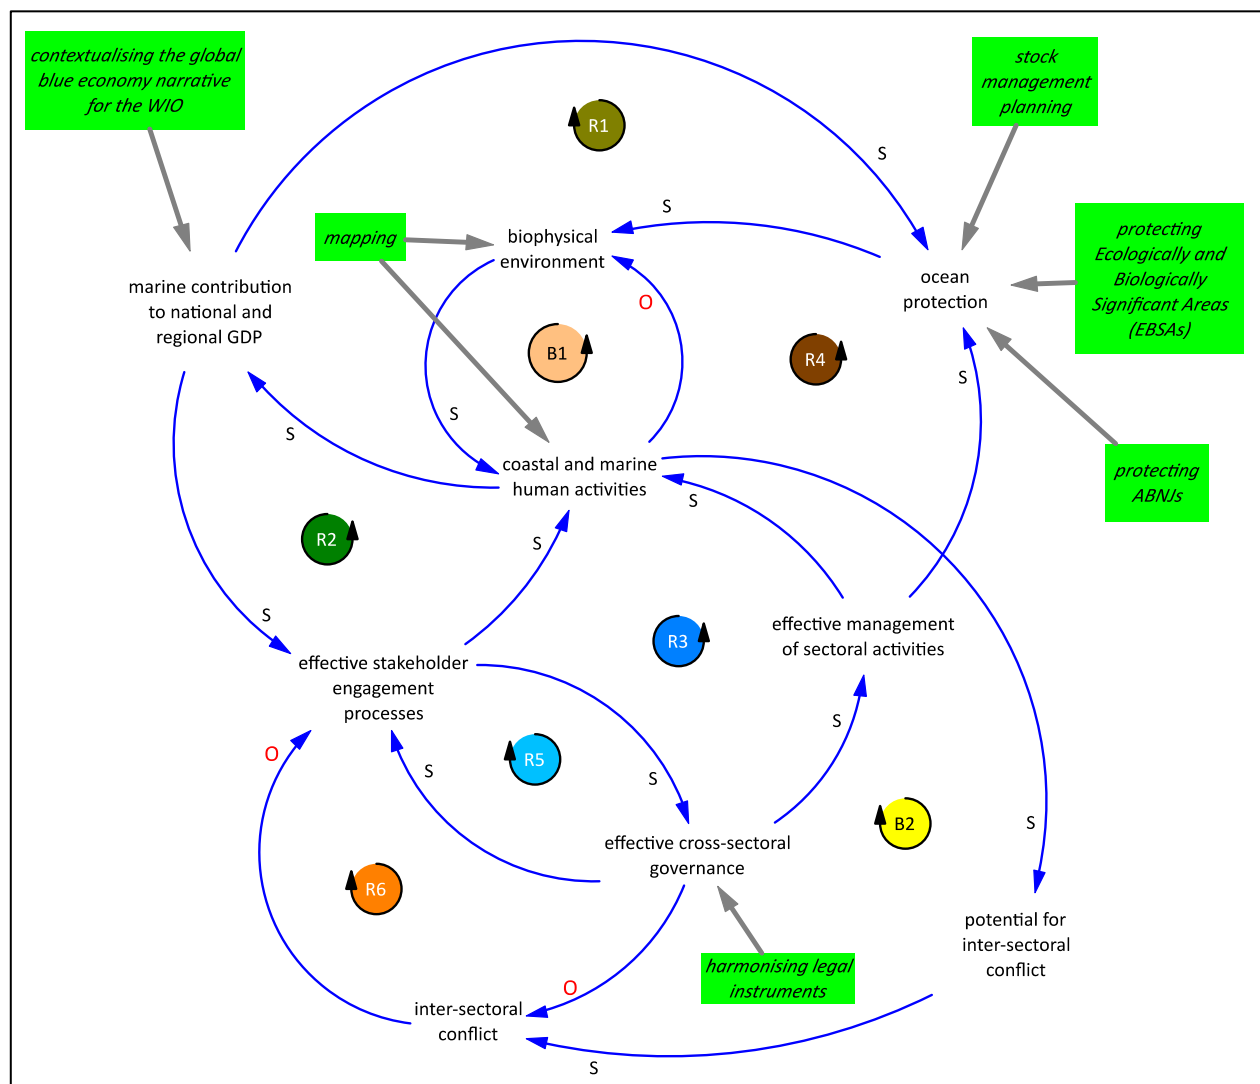 contextualising the global
blue economy narrative
for the WIO
stock
management
planning
R1
S
S
mapping
biophysical
environment
protecting
Ecologically and
Biologically
Significant Areas
(EBSAs)
ocean
protection
marine contribution
to national and
regional GDP
O
B1
R4
S
S
S
coastal and marine
human activities
protecting
ABNJs
S
R2
S
S
effective management
of sectoral activities
R3
effective stakeholder
engagement
processes
S
O
R5
S
S
B2
S
effective cross-sectoral
governance
R6
potential for
inter-sectoral
conflict
harmonising legal
instruments
O
inter-sectoral
conflict
S